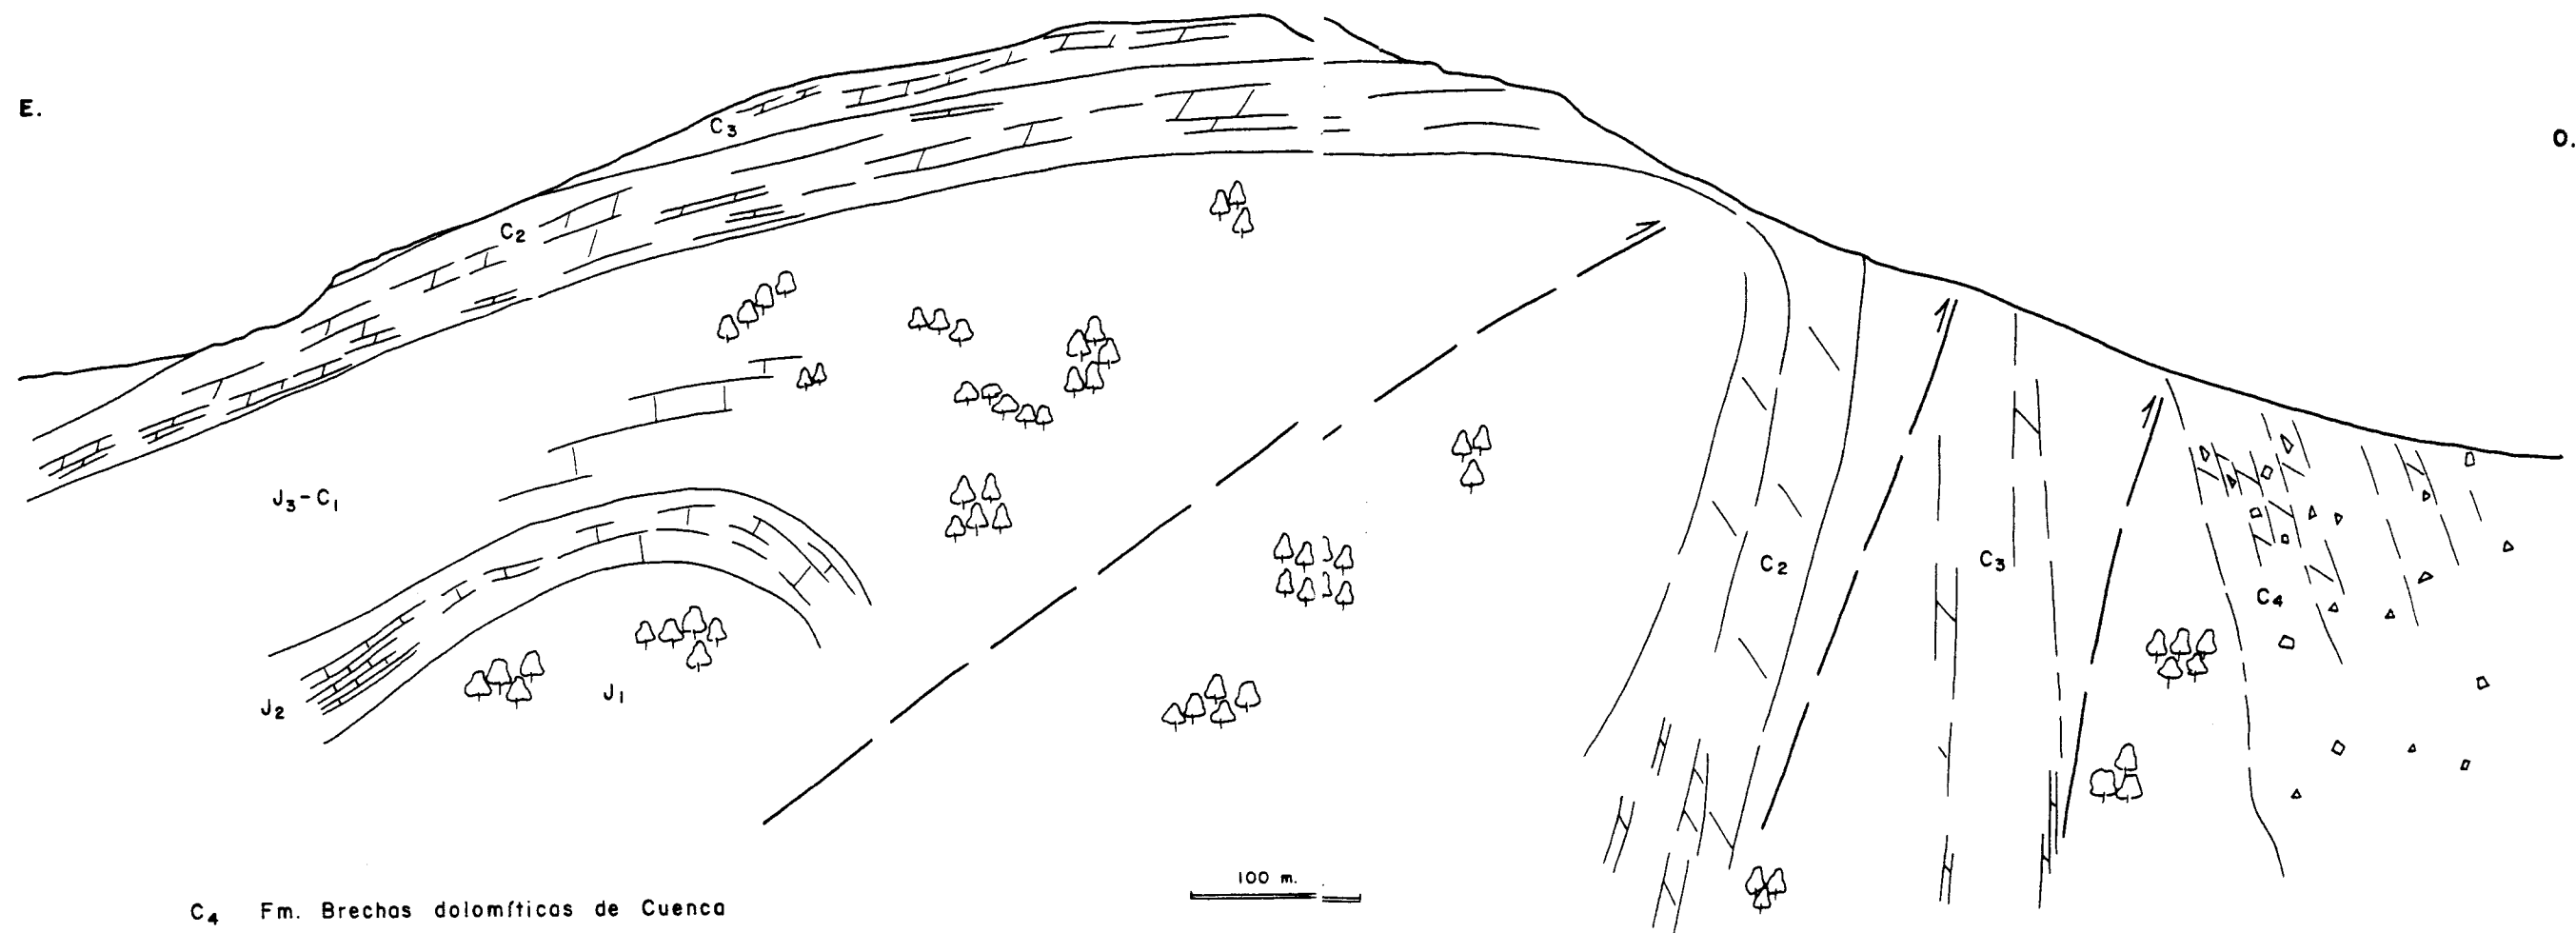 E.
O.
C3
C2
J3-C1
J2
J1
C2
C3
C4
100 m.
C4 Fm. Brechas dolomíticas de Cuenca